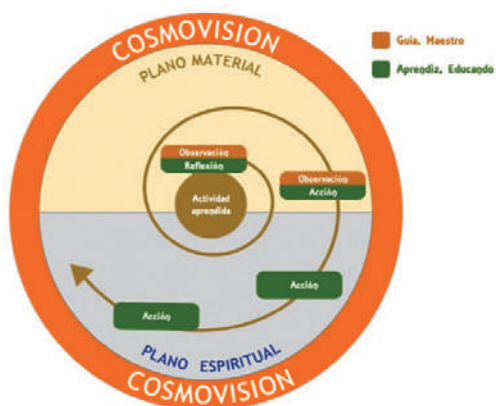 COSMOVISION
PLANO MATERIAL
Guía, Maestro
Aprendiz, Educando
Observación
Reflexión
Actividad
aprendida
Observación
Acción
Acción
Acción
PLANO ESPIRITUAL
COSMOVISION